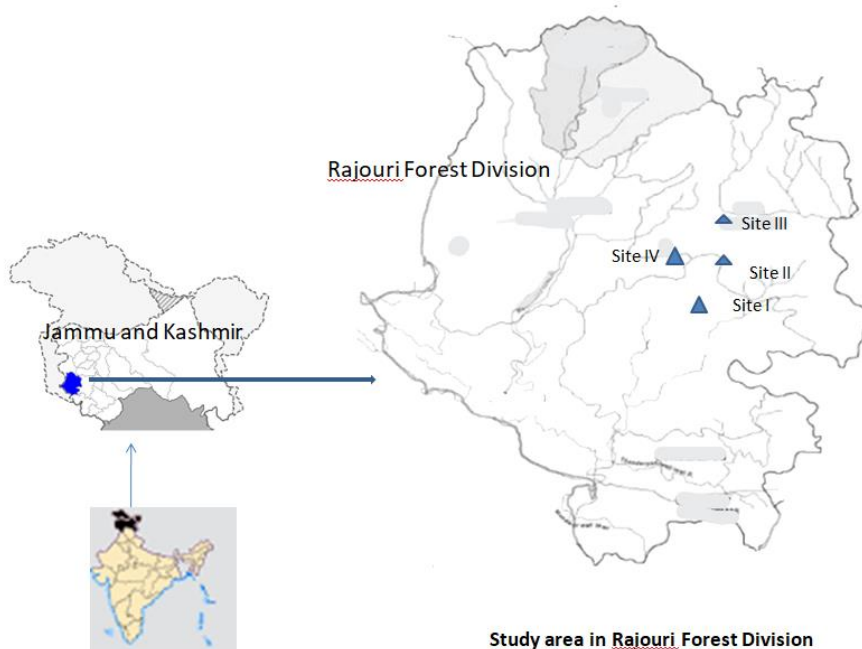 Rajouri Forest Division
Site III
Site IV
Site II
Site I
Jammu and Kashmir
Study area in Rajouri Forest Division